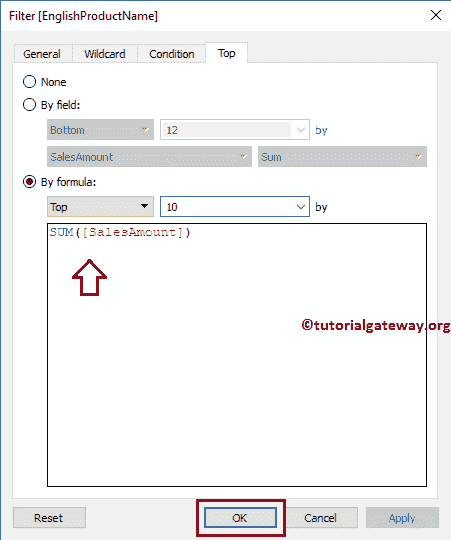 Filter [EnglishProductName]
General Wildcard Condition Top
None
By field:
Bottom 12 by
SalesAmount Sum
By formula:
Top 10 by
SUM([SalesAmount])
©tutorialgateway.org
Reset OK Cancel Apply